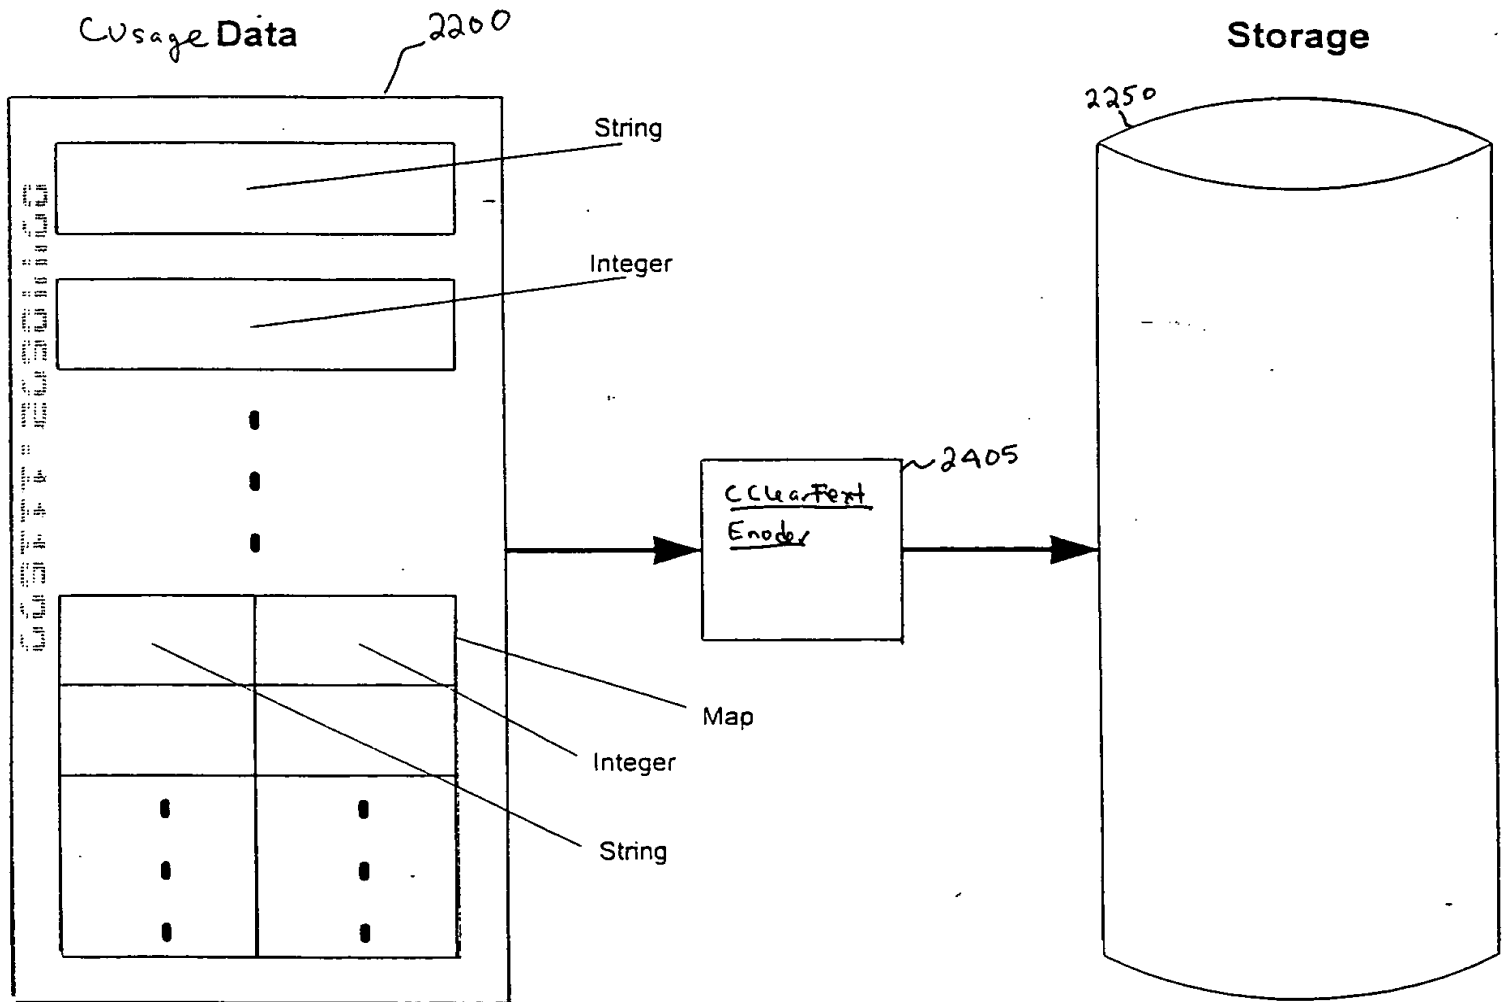 CUsage Data
2200
Storage
2250
String
Integer
2405
CClearText
Enoder
Map
Integer
String